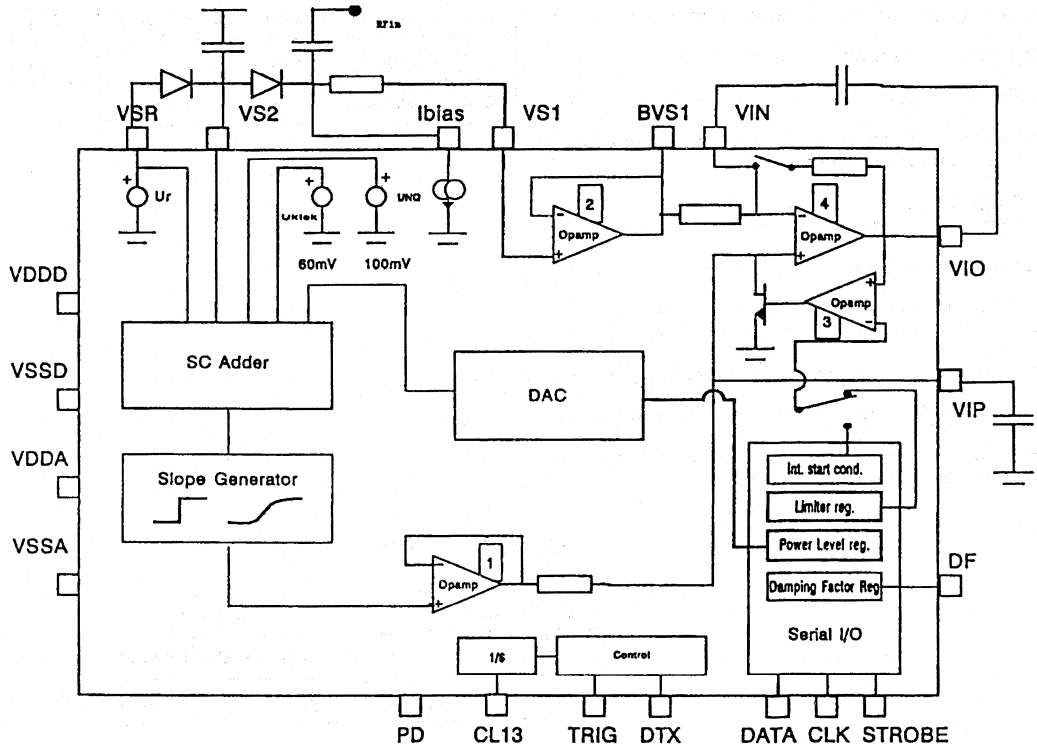 RFin
VSR
VS2
Ibias
VS1
BVS1
VIN
+
Ur
+
Uklek
+
UNO
60mV
100mV
-
2
Opamp
+
-
4
Opamp
+
VIO
+
Opamp
3
-
VDDD
VSSD
VDDA
VSSA
SC Adder
DAC
VIP
Slope Generator
Int. start cond.
Limiter reg.
Power Level reg.
Damping Factor Reg
Serial I/O
DF
-
1
Opamp
+
1/6
Control
PD
CL13
TRIG
DTX
DATA
CLK
STROBE